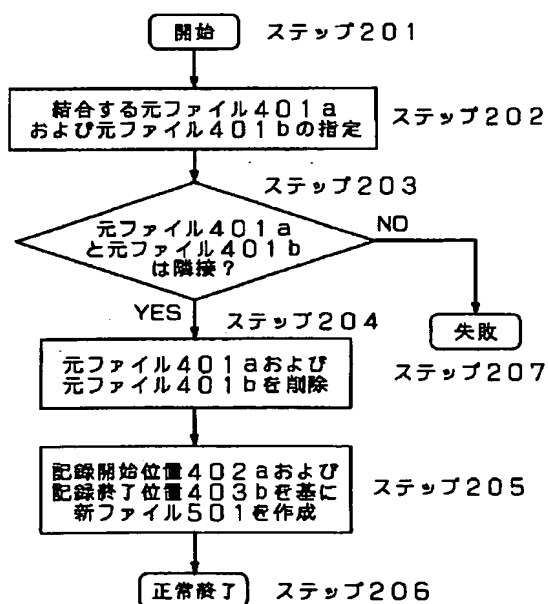 開始 ステップ201
結合する元ファイル401a
および元ファイル401bの指定
ステップ202
ステップ203
元ファイル401a
と元ファイル401b
は隣接?
NO
YES
ステップ204
失敗
ステップ207
元ファイル401aおよび
元ファイル401bを削除
記録開始位置402aおよび
記録終了位置403bを基に
新ファイル501を作成
ステップ205
正常終了 ステップ206